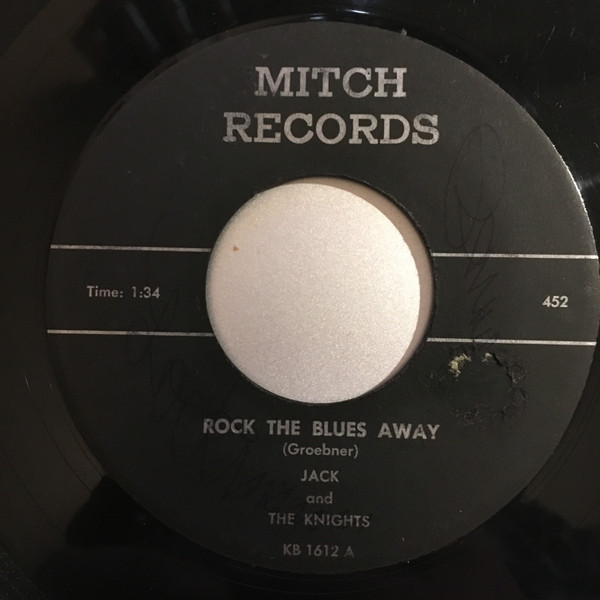 MITCH
RECORDS
Time: 1:34
452
ROCK THE BLUES AWAY
(Groebner)
JACK
and
THE KNIGHTS
KB 1612 A